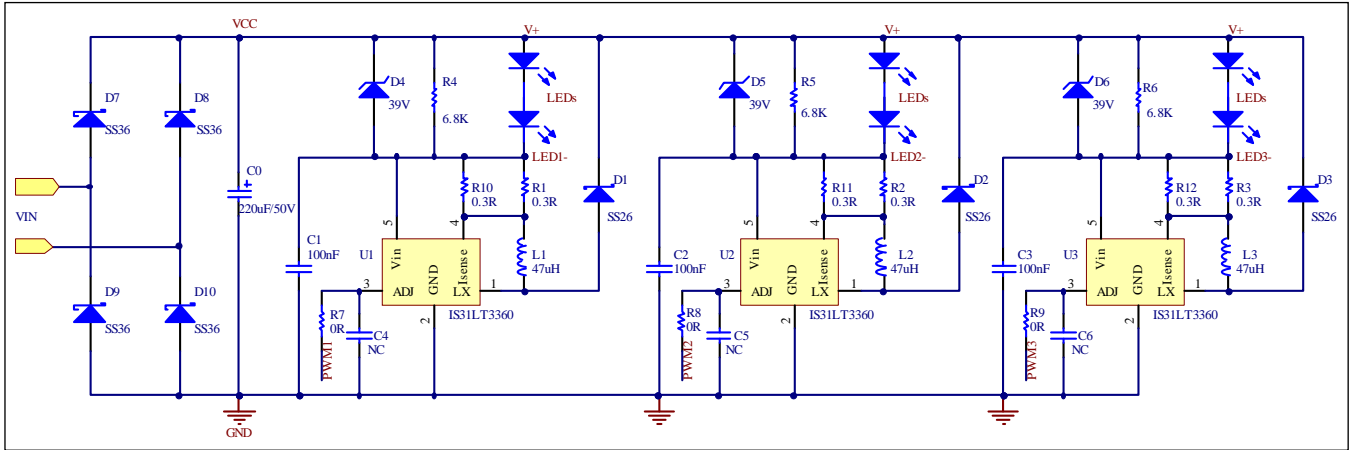 VCC
V+
V+
V+
D7
SS36
D8
SS36
D4
39V
R4
6.8K
LEDs
LED1-
D5
39V
R5
6.8K
LEDs
LED2-
D6
39V
R6
6.8K
LEDs
LED3-
VIN
C0
220uF/50V
R10
0.3R
R1
0.3R
D1
SS26
R11
0.3R
R2
0.3R
D2
SS26
R12
0.3R
R3
0.3R
D3
SS26
C1
100nF
U1
5
4
Vin
GND
Isense
ADJ
LX
3
1
2
L1
47uH
IS31LT3360
C2
100nF
U2
5
4
Vin
GND
Isense
ADJ
LX
3
1
2
L2
47uH
IS31LT3360
C3
100nF
U3
5
4
Vin
GND
Isense
ADJ
LX
3
1
2
L3
47uH
IS31LT3360
D9
SS36
D10
SS36
R7
0R
C4
NC
PWM1
R8
0R
C5
NC
PWM2
R9
0R
C6
NC
PWM3
GND